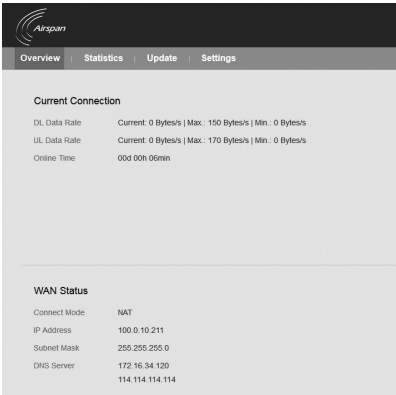 Airspan
Overview | Statistics | Update | Settings
Current Connection
DL Data Rate Current: 0 Bytes/s | Max.: 150 Bytes/s | Min.: 0 Bytes/s
UL Data Rate Current: 0 Bytes/s | Max.: 170 Bytes/s | Min.: 0 Bytes/s
Online Time 00d 00h 06min
WAN Status
Connect Mode NAT
IP Address 100.0.10.211
Subnet Mask 255.255.255.0
DNS Server 172.16.34.120
114.114.114.114